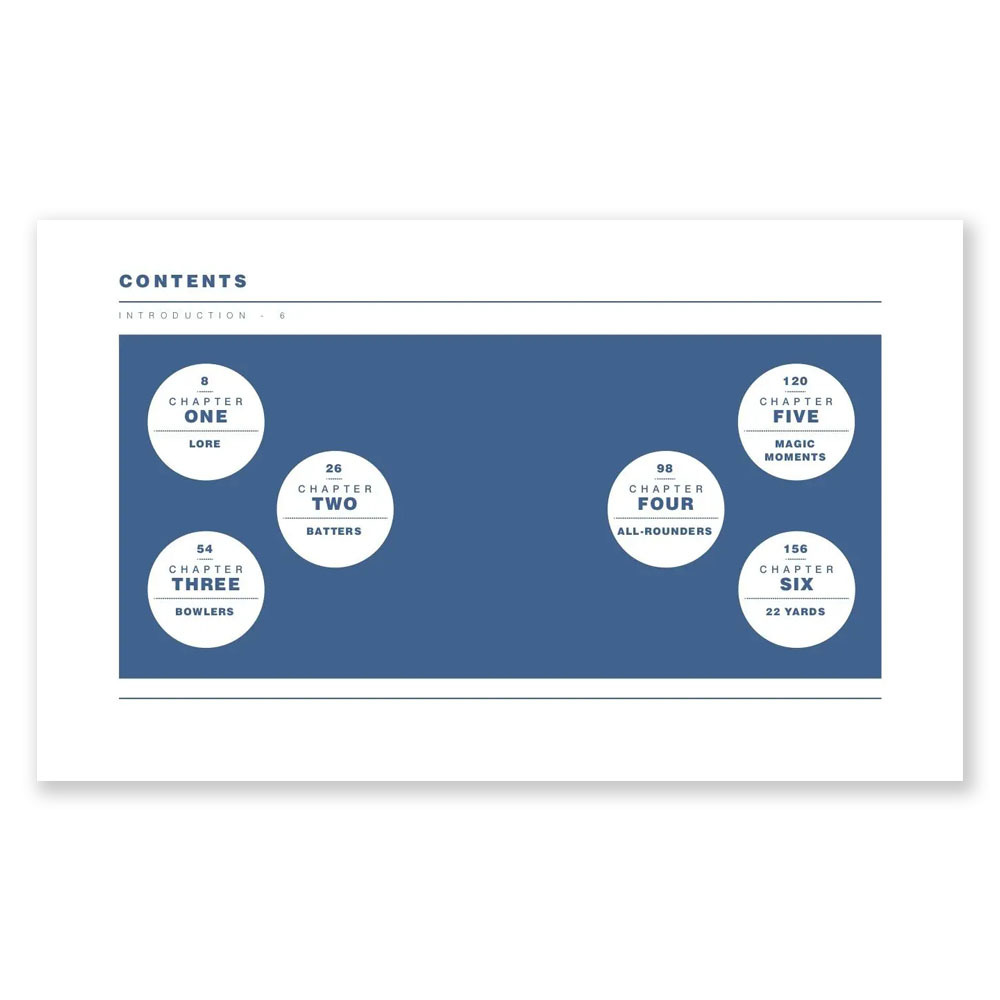 CONTENTS
INTRODUCTION - 6
8
CHAPTER
ONE
LORE
26
CHAPTER
TWO
BATTERS
54
CHAPTER
THREE
BOWLERS
98
CHAPTER
FOUR
ALL-ROUNDERS
120
CHAPTER
FIVE
MAGIC
MOMENTS
156
CHAPTER
SIX
22 YARDS